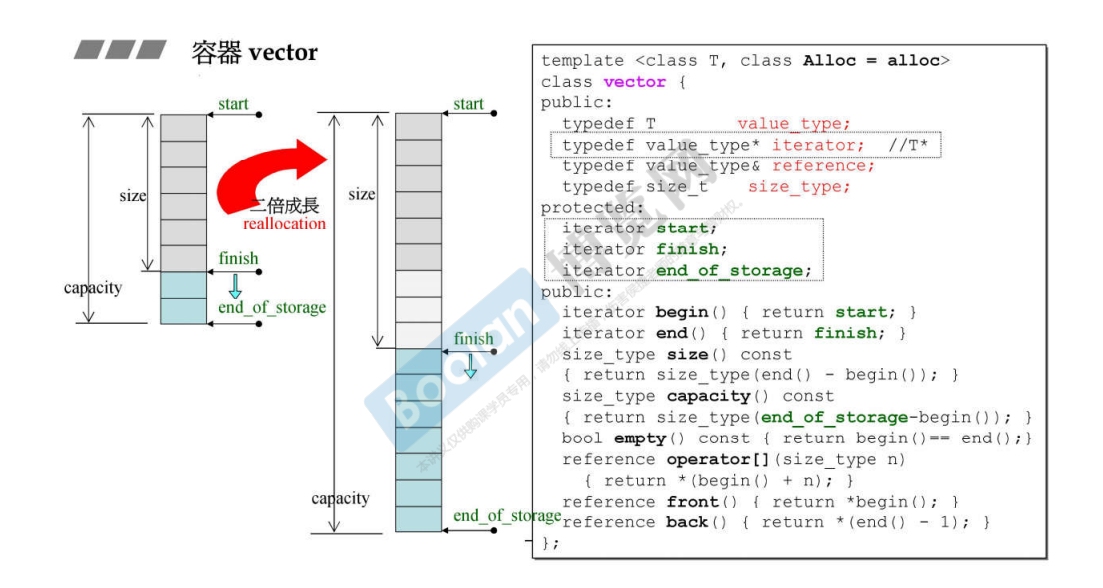 容器 vector
start
size
二倍成長
reallocation
finish
capacity
end_of_storage
start
size
finish
capacity
end_of_storage
template <class T, class Alloc = alloc>
class vector {
public:
typedef T value_type;
typedef value_type* iterator; //T*
typedef value_type& reference;
typedef size_t size_type;
protected:
iterator start;
iterator finish;
iterator end_of_storage;
public:
iterator begin() { return start; }
iterator end() { return finish; }
size_type size() const
{ return size_type(end() - begin()); }
size_type capacity() const
{ return size_type(end_of_storage-begin()); }
bool empty() const { return begin()== end();}
reference operator[](size_type n)
{ return *(begin() + n); }
reference front() { return *begin(); }
reference back() { return *(end() - 1); }
};
Boolan
博览网